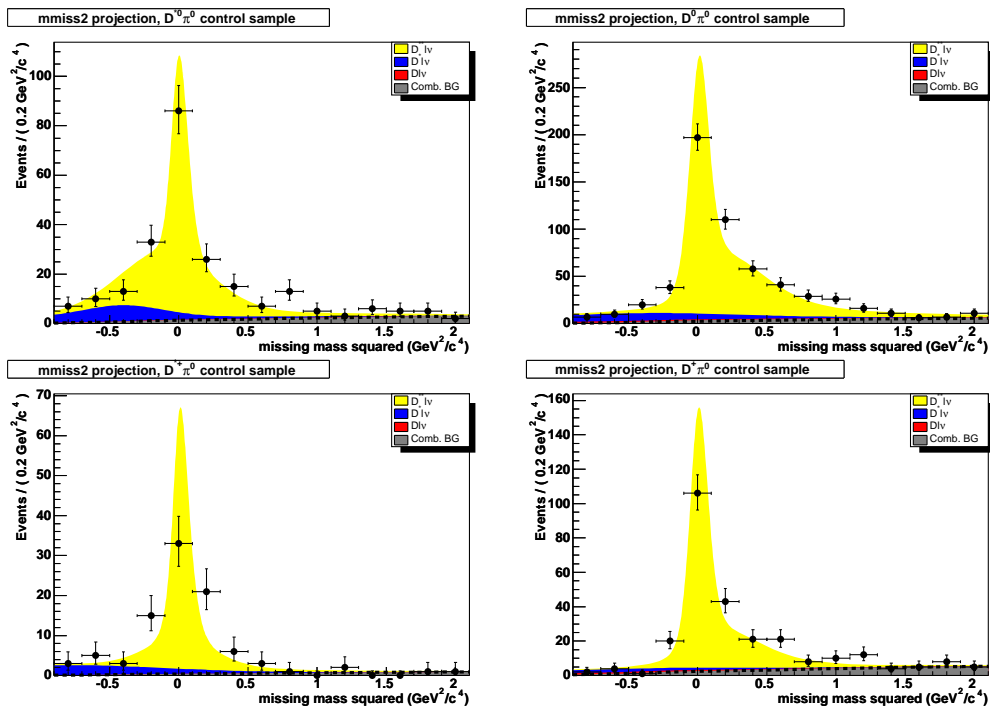 mmiss2 projection, D*0π0 control sample
Events / ( 0.2 GeV2/c4 )
100
80
60
40
20
0
-0.5
0
0.5
1
1.5
2
missing mass squared (GeV2/c4)
D**lν
D*lν
Dlν
Comb. BG
mmiss2 projection, D0π0 control sample
Events / ( 0.2 GeV2/c4 )
250
200
150
100
50
0
-0.5
0
0.5
1
1.5
2
missing mass squared (GeV2/c4)
D**lν
D*lν
Dlν
Comb. BG
mmiss2 projection, D*+π0 control sample
Events / ( 0.2 GeV2/c4 )
70
60
50
40
30
20
10
0
-0.5
0
0.5
1
1.5
2
missing mass squared (GeV2/c4)
D**lν
D*lν
Dlν
Comb. BG
mmiss2 projection, D+π0 control sample
Events / ( 0.2 GeV2/c4 )
160
140
120
100
80
60
40
20
0
-0.5
0
0.5
1
1.5
2
missing mass squared (GeV2/c4)
D**lν
D*lν
Dlν
Comb. BG